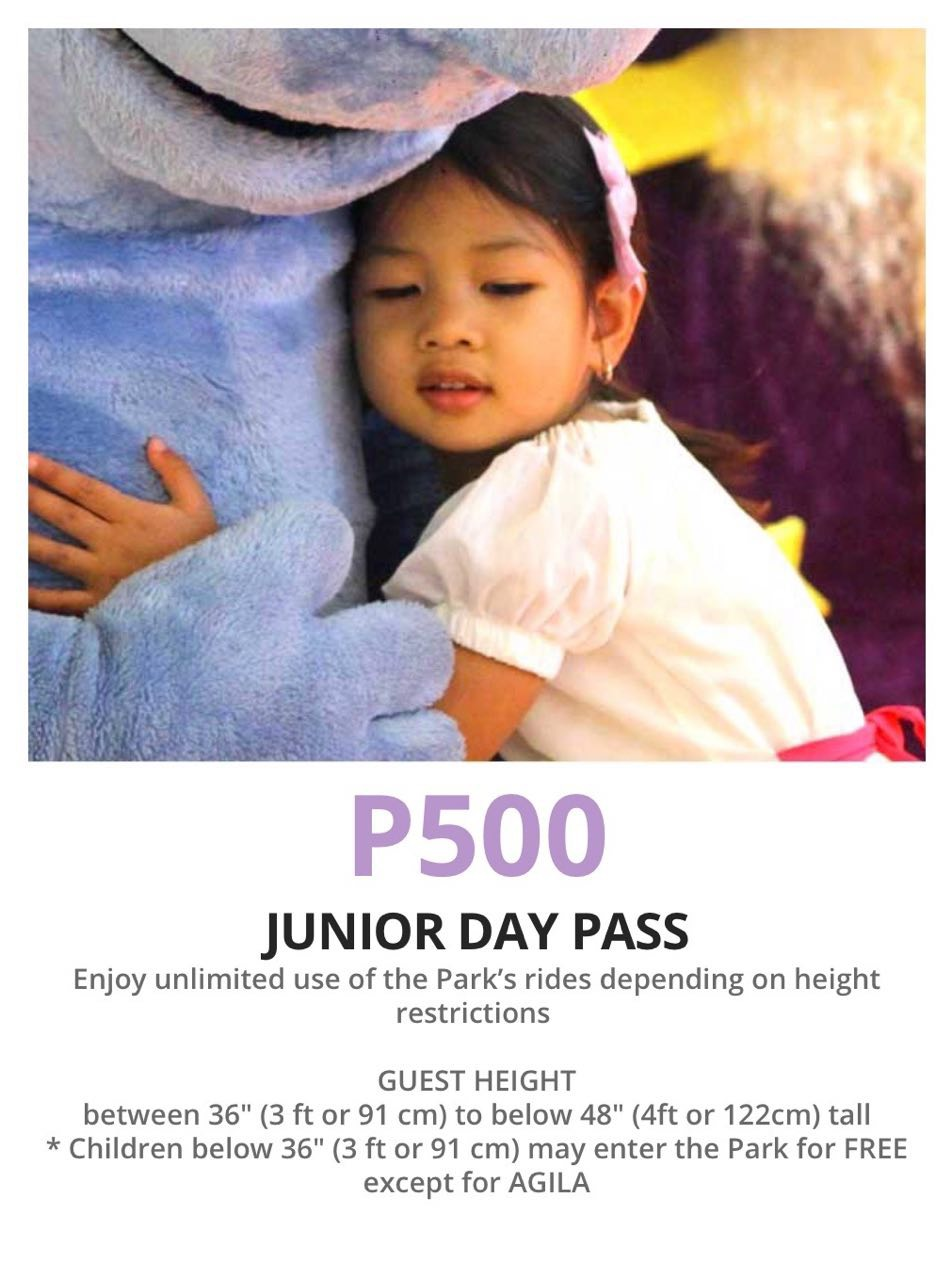 P500
JUNIOR DAY PASS
Enjoy unlimited use of the Park’s rides depending on height
restrictions
GUEST HEIGHT
between 36" (3 ft or 91 cm) to below 48" (4ft or 122cm) tall
* Children below 36" (3 ft or 91 cm) may enter the Park for FREE
except for AGILA